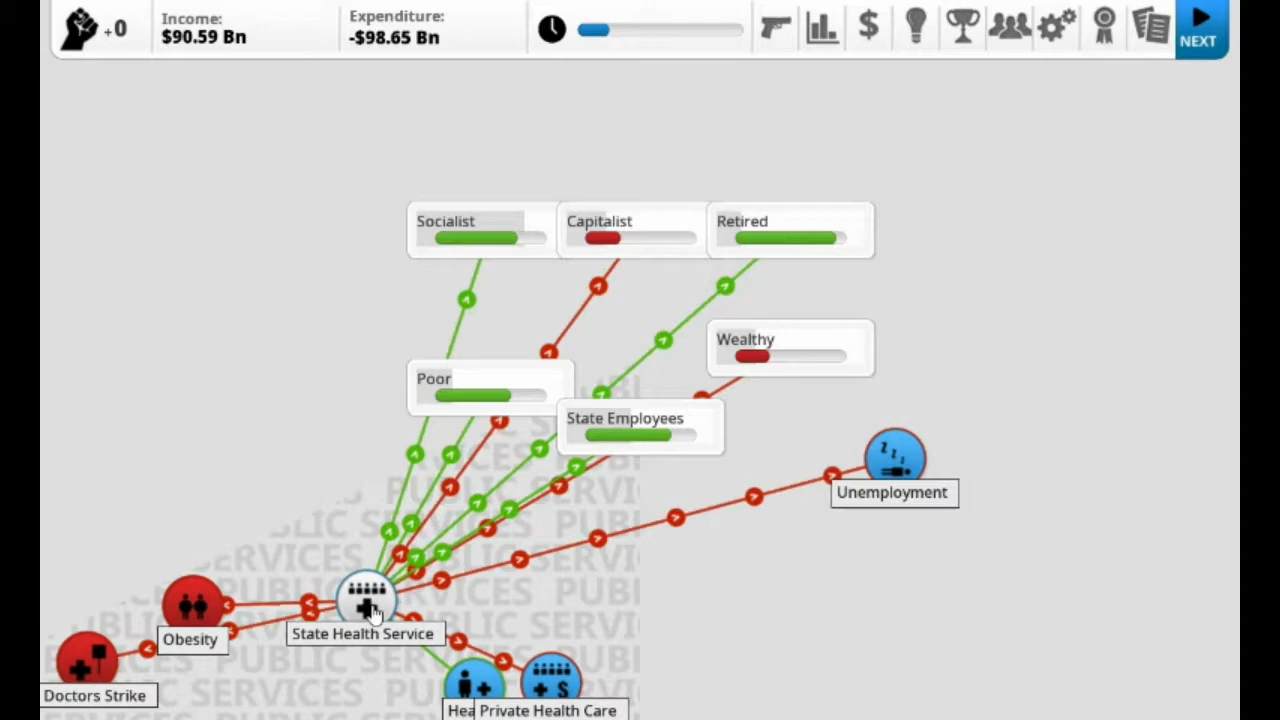 +0
Income:
$90.59 Bn
Expenditure:
-$98.65 Bn
NEXT
Socialist
Capitalist
Retired
Wealthy
Poor
State Employees
Unemployment
State Health Service
Obesity
Doctors Strike
Hea
Private Health Care
PUBLIC SERVICES